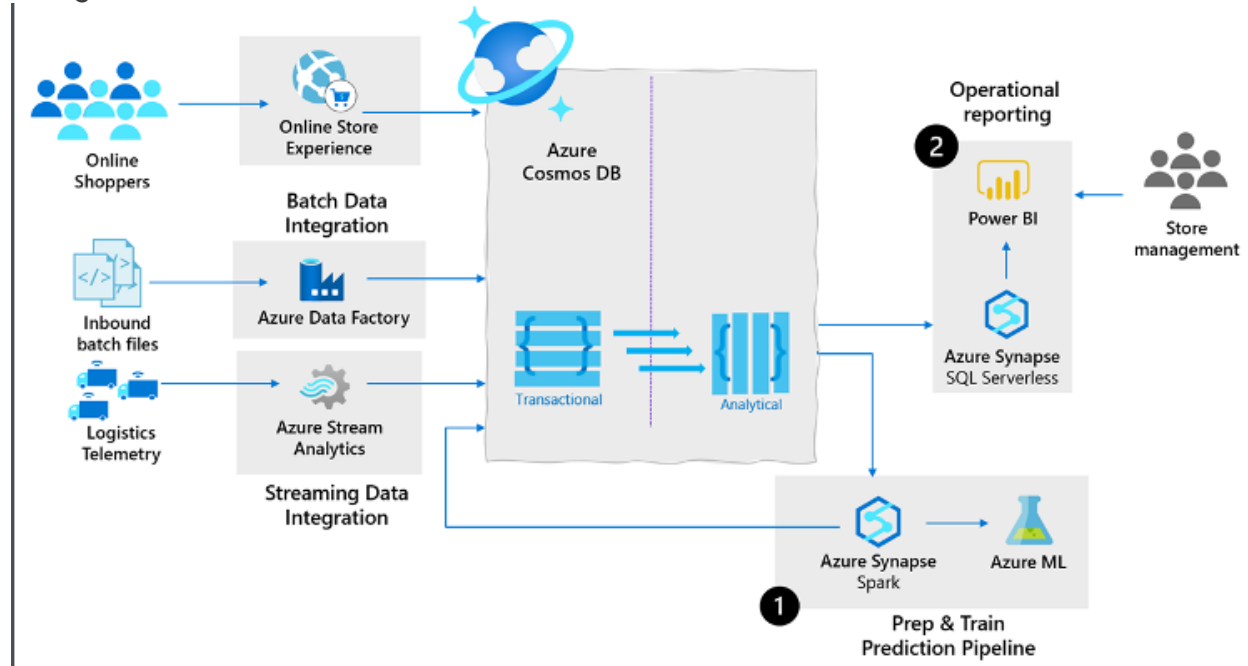 Online
Shoppers
Online Store
Experience
Batch Data
Integration
Inbound
batch files
Azure Data Factory
Logistics
Telemetry
Azure Stream
Analytics
Streaming Data
Integration
Azure
Cosmos DB
Transactional
Analytical
Operational
reporting
2
Power BI
Store
management
Azure Synapse
SQL Serverless
Azure Synapse
Spark
Azure ML
1
Prep & Train
Prediction Pipeline